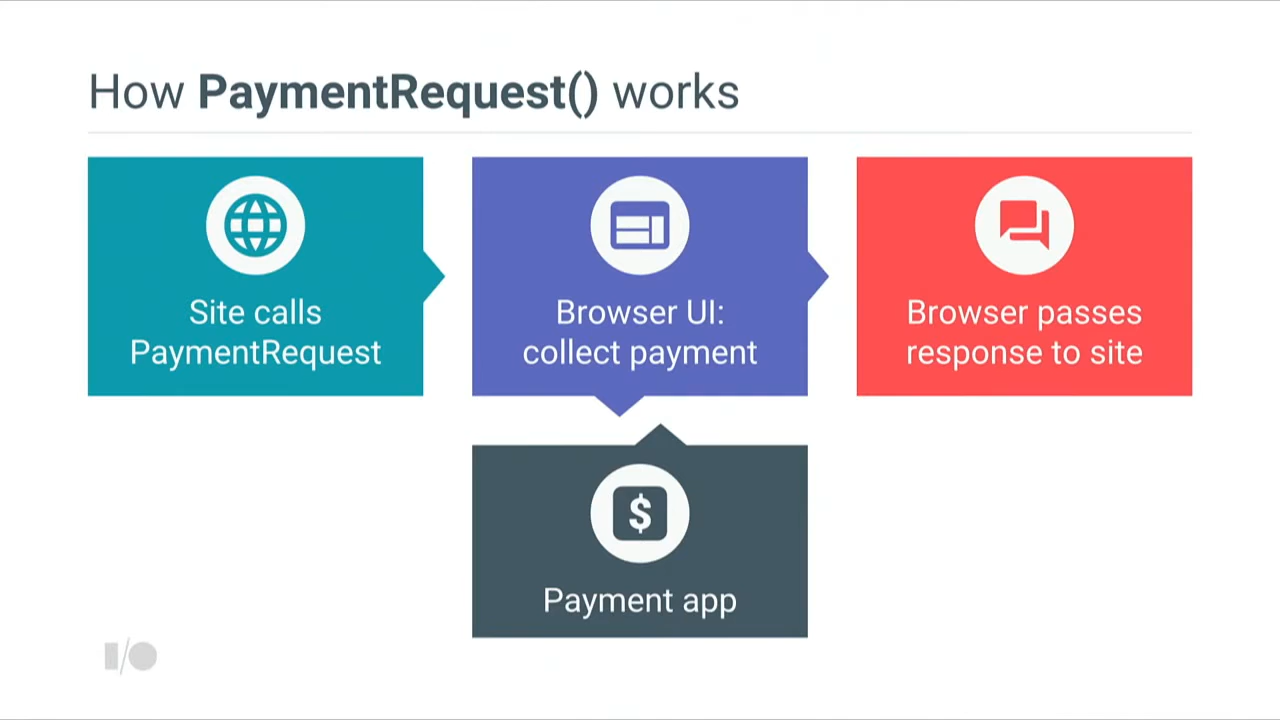 How PaymentRequest() works
Site calls
PaymentRequest
Browser UI:
collect payment
Browser passes
response to site
$
Payment app
I/O